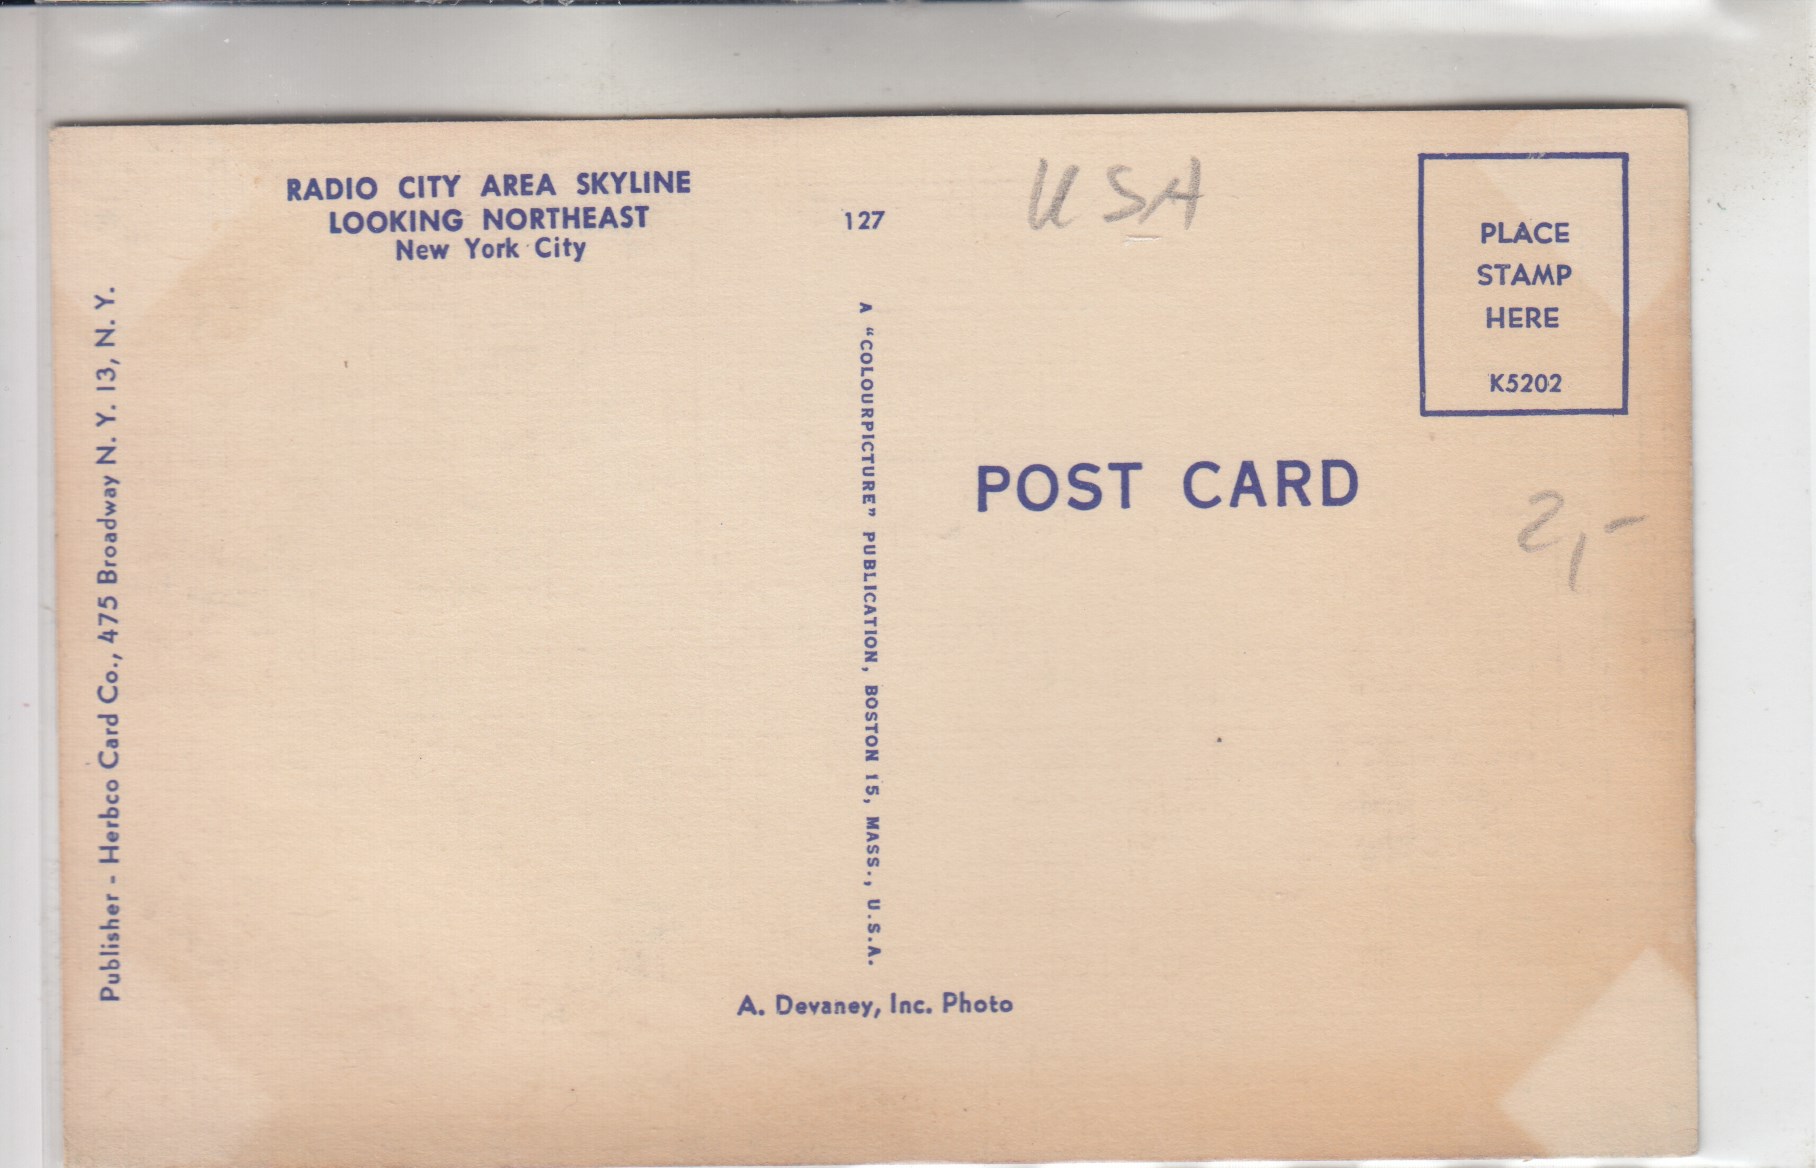 RADIO CITY AREA SKYLINE
LOOKING NORTHEAST
New York City
127
USA
PLACE
STAMP
HERE
K5202
POST CARD
2,-
Publisher - Herbco Card Co., 475 Broadway N. Y. 13, N. Y.
A "COLOURPICTURE" PUBLICATION, BOSTON 15, MASS., U.S.A.
A. Devaney, Inc. Photo